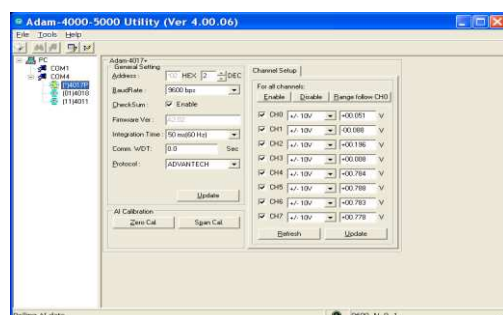 Adam-4000-5000 Utility (Ver 4.00.06)
File Tools Help
PC
COM1
COM4
(*)4017P
(01)4018
(11)4011
Adam-4017+
General Setting
Address: HEX 2 DEC
BaudRate: 9600 bps
CheckSum: Enable
Firmware Ver:
Integration Time: 50 ms(60 Hz)
Comm. WDT: 0.0 Sec
Protocol: ADVANTECH
Update
AI Calibration
Zero Cal Span Cal
Channel Setup
For all channels:
Enable Disable Range follow CH0
CH0 +/- 10V +00.051 V
CH1 +/- 10V -00.088 V
CH2 +/- 10V +00.196 V
CH3 +/- 10V +00.008 V
CH4 +/- 10V +00.784 V
CH5 +/- 10V +00.788 V
CH6 +/- 10V +00.783 V
CH7 +/- 10V +00.778 V
Refresh Update